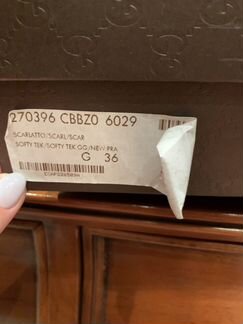 270396 CBBZ0 6029
SCARLATTO/SCARL/SCAR
SOFTY TEK/SOFTY TEK GG/NEW PRA
G 36